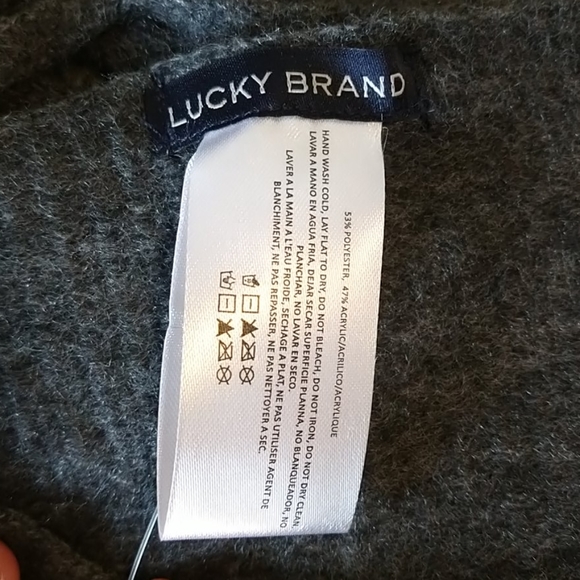 LUCKY BRAND
53% POLYESTER, 47% ACRYLIC/ACRILICO/ACRYLIQUE
HAND WASH COLD, LAY FLAT TO DRY, DO NOT BLEACH, DO NOT IRON, DO NOT DRY CLEAN.
LAVAR A MANO EN AGUA FRIA, DEJAR SECAR SUPERFICIE PLANNA, NO BLANQUEADOR, NO
PLANCHAR, NO LAVAR EN SECO.
LAVER A LA MAIN A L'EAU FROIDE, SECHAGE A PLAT, NE PAS UTILISER AGENT DE
BLANCHIMENT, NE PAS REPASSER, NE PAS NETTOYER A SEC.